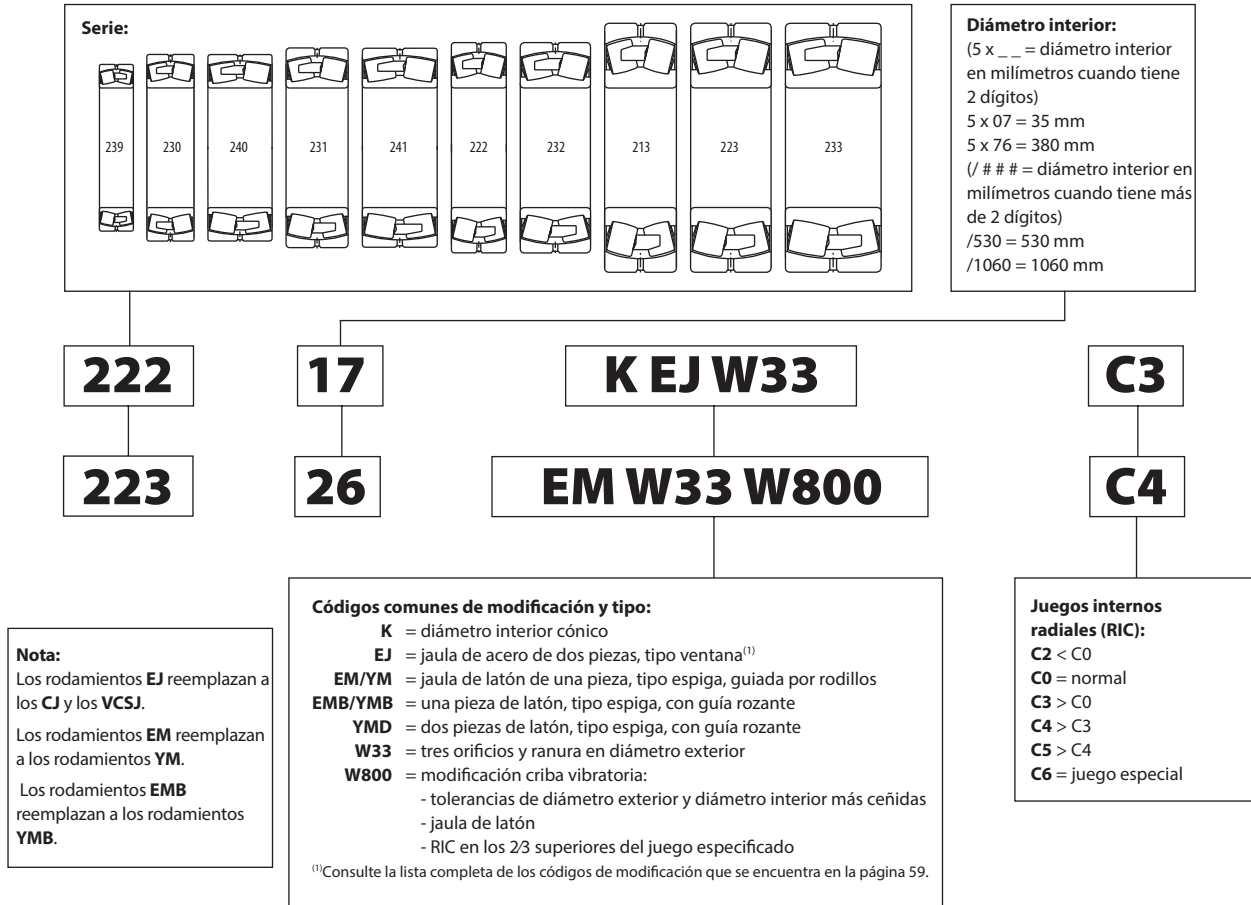 Serie:
239
230
240
231
241
222
232
213
223
233
Diámetro interior:
(5 x _ _ = diámetro interior
en milímetros cuando tiene
2 dígitos)
5 x 07 = 35 mm
5 x 76 = 380 mm
(/ # # # = diámetro interior en
milímetros cuando tiene más
de 2 dígitos)
/530 = 530 mm
/1060 = 1060 mm
222
17
K EJ W33
C3
223
26
EM W33 W800
C4
Nota:
Los rodamientos EJ reemplazan a
los CJ y los VCSJ.
Los rodamientos EM reemplazan
a los rodamientos YM.
Los rodamientos EMB
reemplazan a los rodamientos
YMB.
Códigos comunes de modificación y tipo:
K = diámetro interior cónico
EJ = jaula de acero de dos piezas, tipo ventana(1)
EM/YM = jaula de latón de una pieza, tipo espiga, guiada por rodillos
EMB/YMB = una pieza de latón, tipo espiga, con guía rozante
YMD = dos piezas de latón, tipo espiga, con guía rozante
W33 = tres orificios y ranura en diámetro exterior
W800 = modificación criba vibratoria:
- tolerancias de diámetro exterior y diámetro interior más ceñidas
- jaula de latón
- RIC en los 2⁄3 superiores del juego especificado
(1)Consulte la lista completa de los códigos de modificación que se encuentra en la página 59.
Juegos internos
radiales (RIC):
C2 < C0
C0 = normal
C3 > C0
C4 > C3
C5 > C4
C6 = juego especial